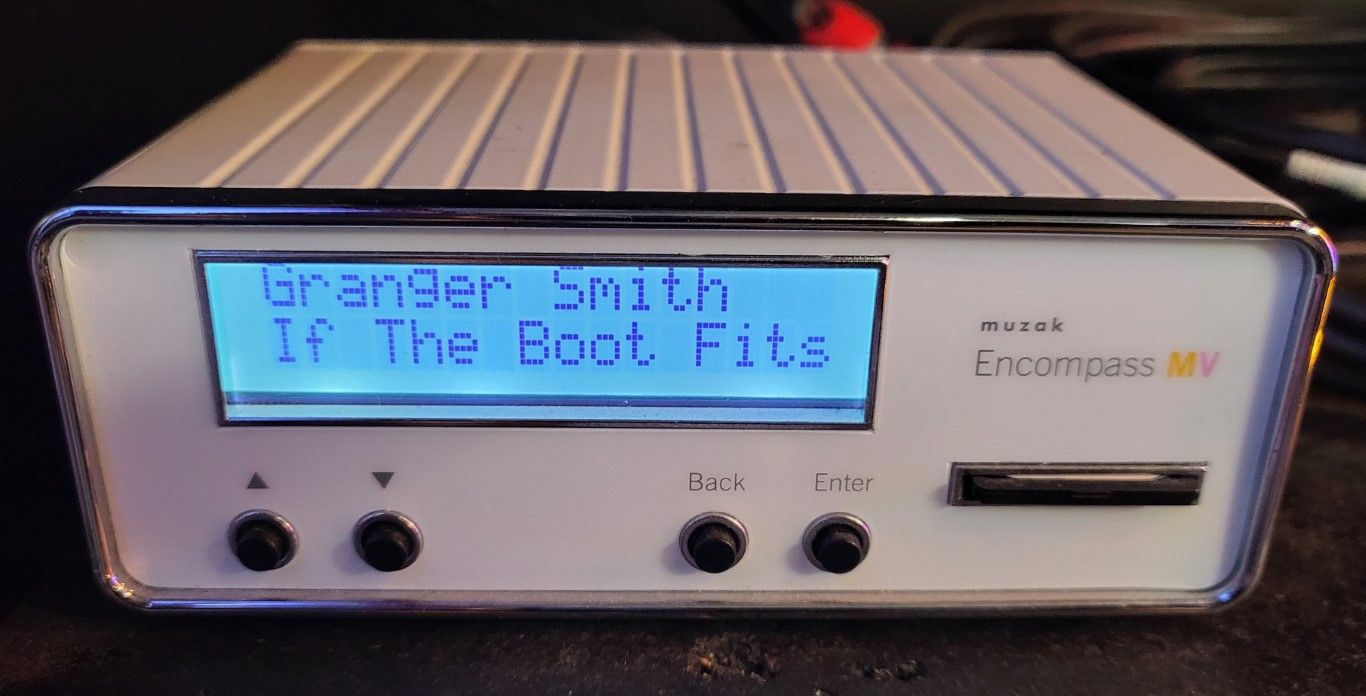 Granger Smith
If The Boot Fits
muzak
Encompass MV
▲ ▼ Back Enter